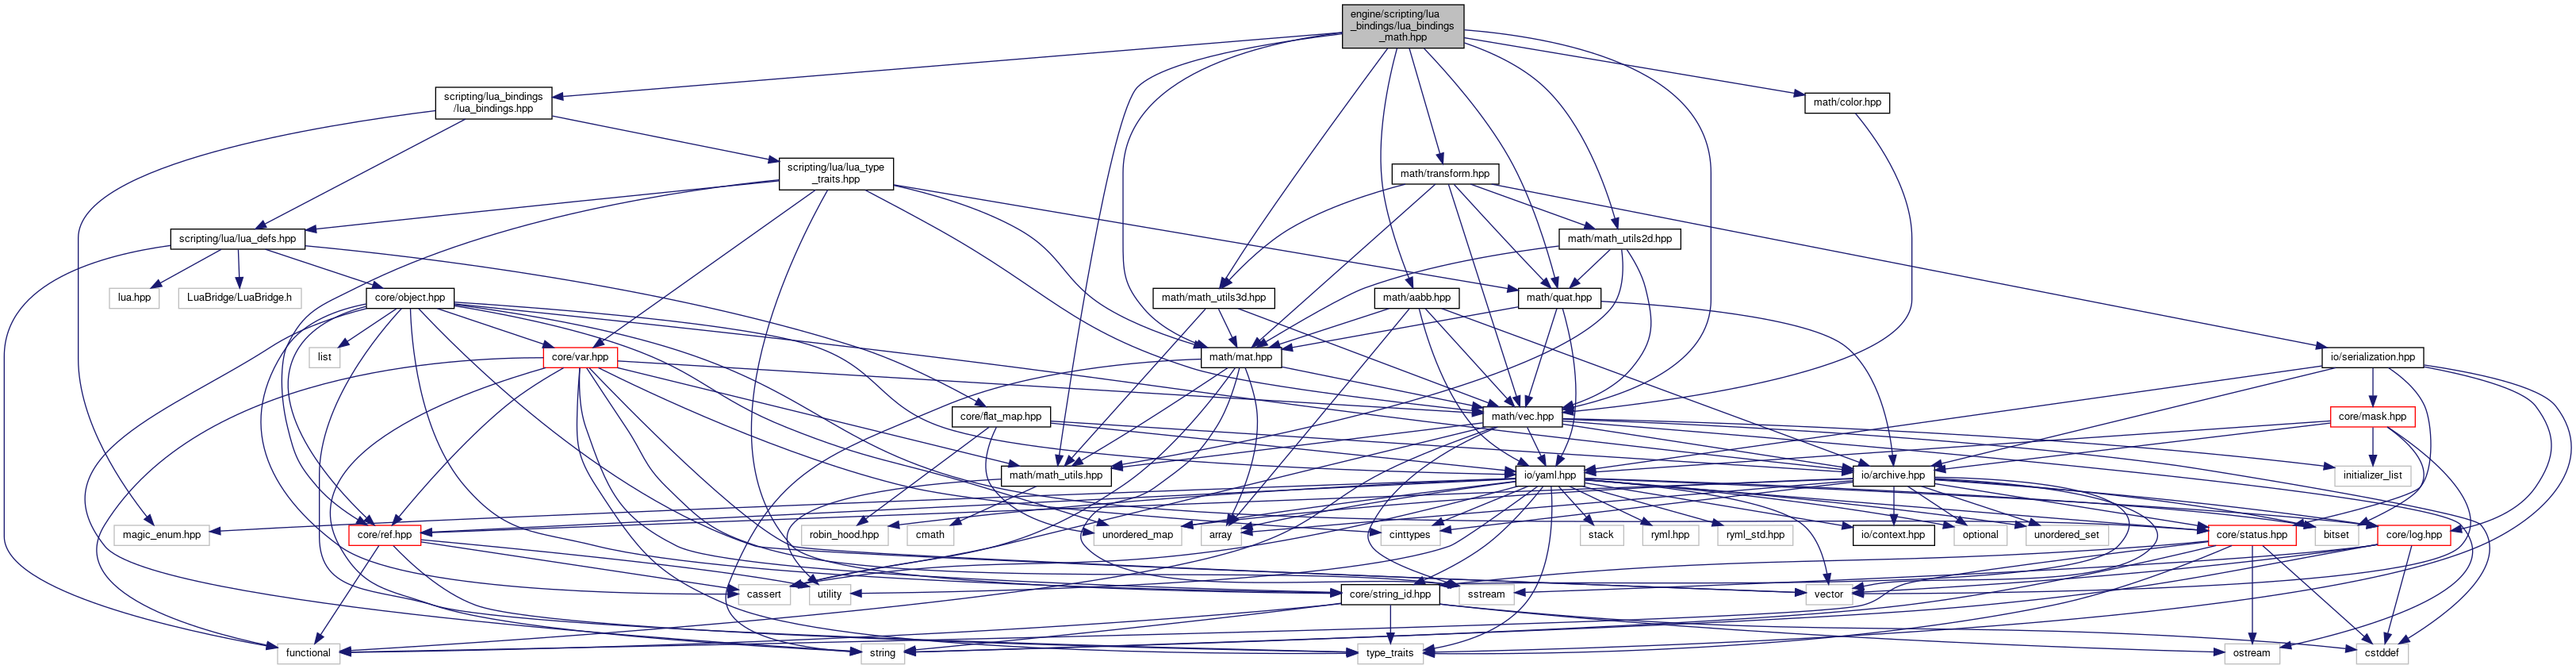 engine/scripting/lua
_bindings/lua_bindings
_math.hpp
scripting/lua_bindings
/lua_bindings.hpp
math/color.hpp
scripting/lua/lua_type
_traits.hpp
math/transform.hpp
scripting/lua/lua_defs.hpp
math/math_utils2d.hpp
lua.hpp
LuaBridge/LuaBridge.h
core/object.hpp
math/math_utils3d.hpp
math/aabb.hpp
math/quat.hpp
list
core/var.hpp
math/mat.hpp
io/serialization.hpp
core/flat_map.hpp
math/vec.hpp
core/mask.hpp
math/math_utils.hpp
io/yaml.hpp
io/archive.hpp
initializer_list
magic_enum.hpp
core/ref.hpp
robin_hood.hpp
cmath
unordered_map
array
cinttypes
stack
ryml.hpp
ryml_std.hpp
io/context.hpp
optional
unordered_set
core/status.hpp
bitset
core/log.hpp
cassert
utility
core/string_id.hpp
sstream
vector
functional
string
type_traits
ostream
cstddef